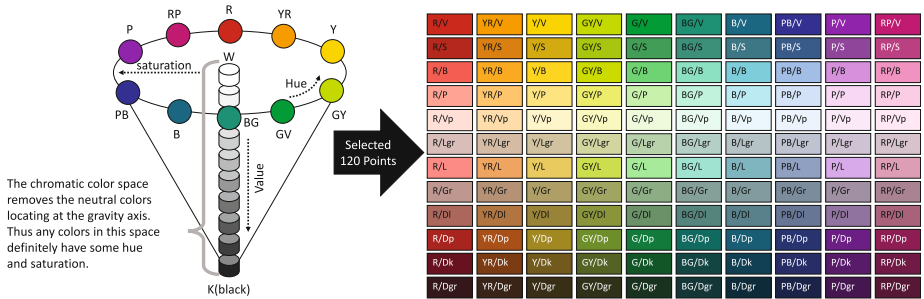 R
RP
YR
P
Y
W
saturation
Hue
PB
GY
B
BG
GV
Value
The chromatic color space
removes the neutral colors
locating at the gravity axis.
Thus any colors in this space
definitely have some hue
and saturation.
K(black)
Selected
120 Points
R/V YR/V Y/V GY/V G/V BG/V B/V PB/V P/V RP/V
R/S YR/S Y/S GY/S G/S BG/S B/S PB/S P/S RP/S
R/B YR/B Y/B GY/B G/B BG/B B/B PB/B P/B RP/B
R/P YR/P Y/P GY/P G/P BG/P B/P PB/P P/P RP/P
R/Vp YR/Vp Y/Vp GY/Vp G/Vp BG/Vp B/Vp PB/Vp P/Vp RP/Vp
R/Lgr YR/Lgr Y/Lgr GY/Lgr G/Lgr BG/Lgr B/Lgr PB/Lgr P/Lgr RP/Lgr
R/L YR/L Y/L GY/L G/L BG/L B/L PB/L P/L RP/L
R/Gr YR/Gr Y/Gr GY/Gr G/Gr BG/Gr B/Gr PB/Gr P/Gr RP/Gr
R/Dl YR/Dl Y/Dl GY/Dl G/Dl BG/Dl B/Dl PB/Dl P/Dl RP/Dl
R/Dp YR/Dp Y/Dp GY/Dp G/Dp BG/Dp B/Dp PB/Dp P/Dp RP/Dp
R/Dk YR/Dk Y/Dk GY/Dk G/Dk BG/Dk B/Dk PB/Dk P/Dk RP/Dk
R/Dgr YR/Dgr Y/Dgr GY/Dgr G/Dgr BG/Dgr B/Dgr PB/Dgr P/Dgr RP/Dgr